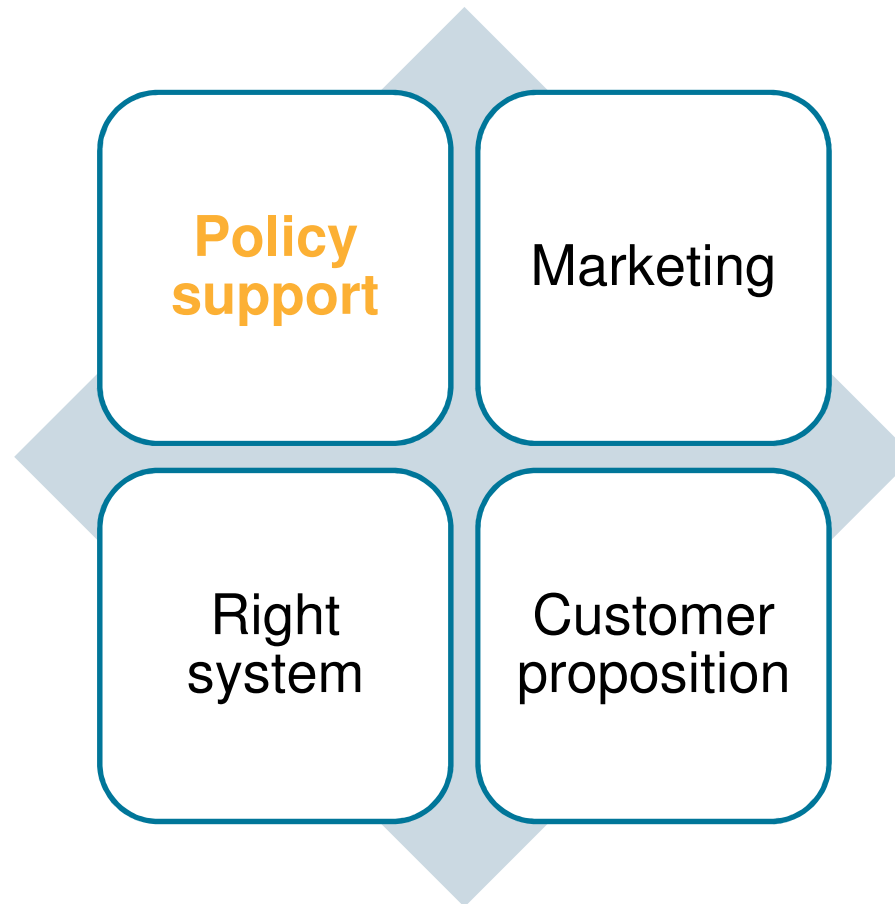 Policy
support
Marketing
Right
system
Customer
proposition